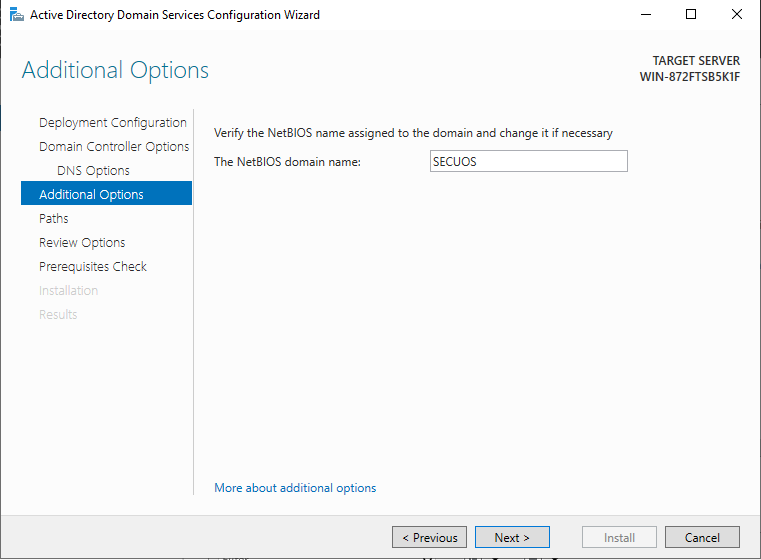 Active Directory Domain Services Configuration Wizard
Additional Options
TARGET SERVER
WIN-872FTSB5K1F
Deployment Configuration
Domain Controller Options
DNS Options
Additional Options
Paths
Review Options
Prerequisites Check
Installation
Results
Verify the NetBIOS name assigned to the domain and change it if necessary
The NetBIOS domain name: SECUOS
More about additional options
< Previous Next > Install Cancel